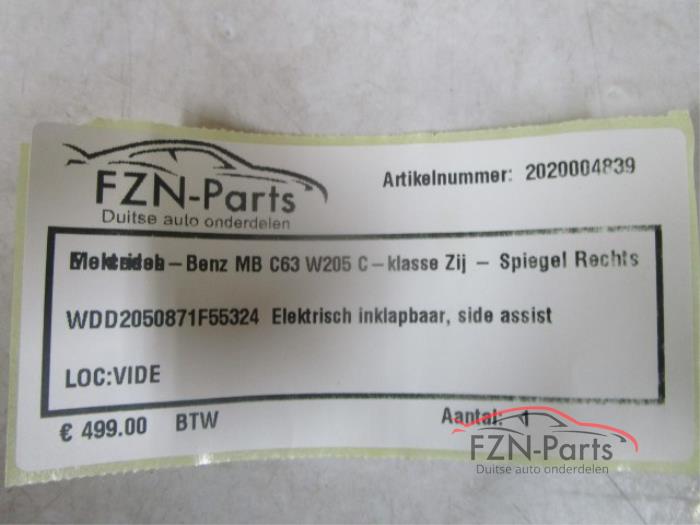 FZN-Parts
Duitse auto onderdelen
Artikelnummer: 2020004839
-Benz MB C63 W205 C-klasse Zij - Spiegel Rechts
WDD2050871F55324 Elektrisch inklapbaar, side assist
LOC:VIDE
€ 499.00 BTW
Aantal: 1
FZN-Parts
Duitse auto onderdelen